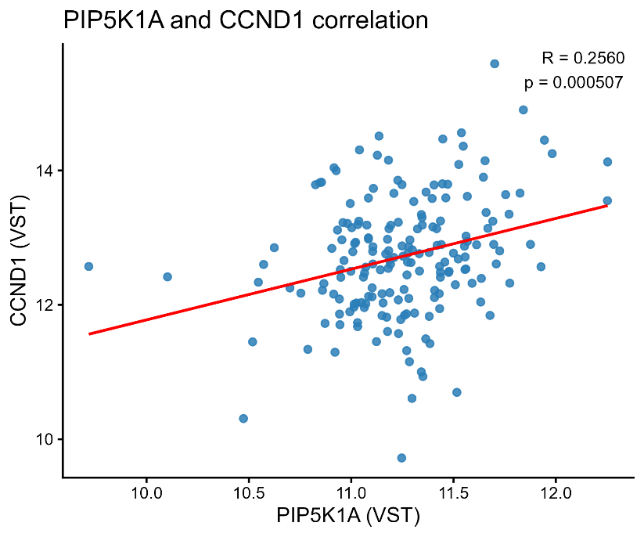 PIP5K1A and CCND1 correlation
R = 0.2560
p = 0.000507
14
12
10
CCND1 (VST)
10.0 10.5 11.0 11.5 12.0
PIP5K1A (VST)